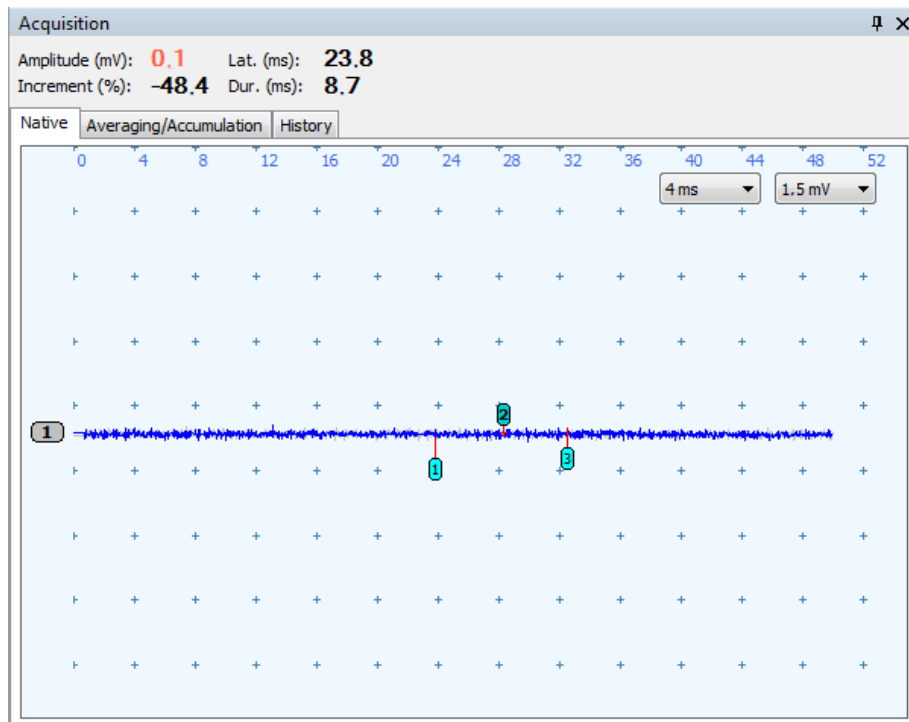 Acquisition
Amplitude (mV): 0.1 Lat. (ms): 23.8
Increment (%): -48.4 Dur. (ms): 8.7
Native Averaging/Accumulation History
0 4 8 12 16 20 24 28 32 36 40 44 48 52
4 ms 1.5 mV
2
1
1
3